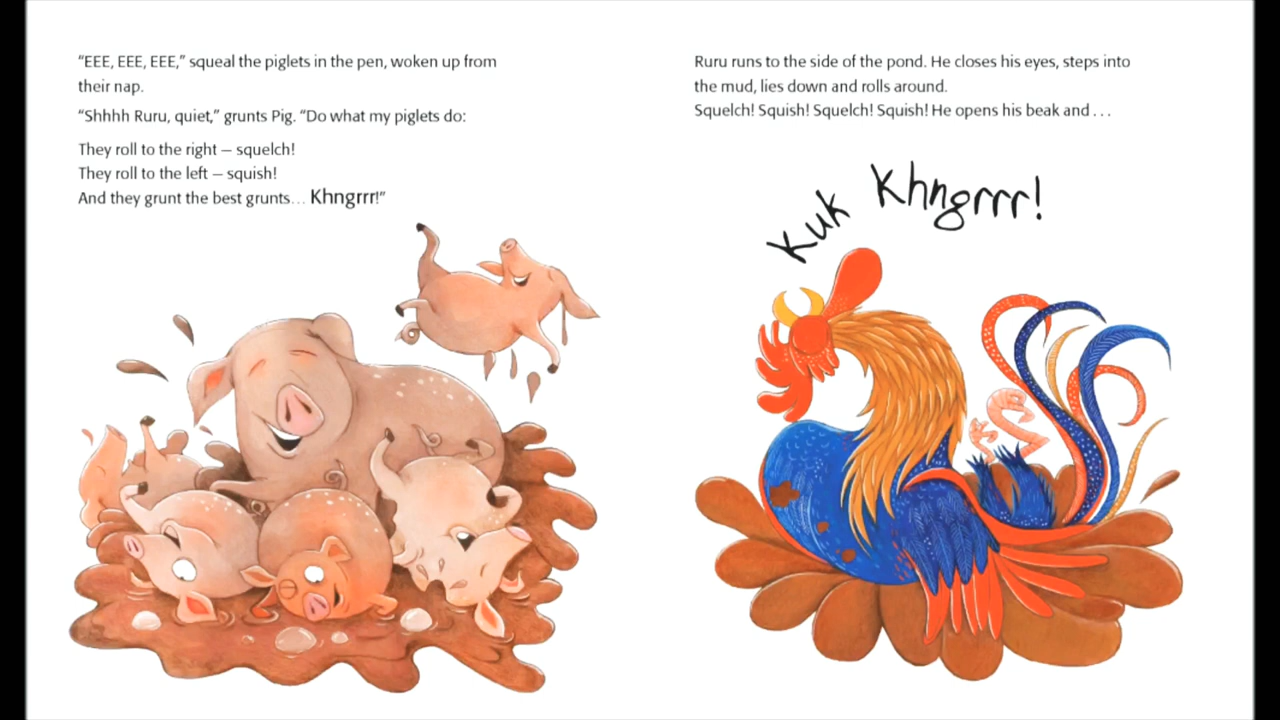 “EEE, EEE, EEE,” squeal the piglets in the pen, woken up from
their nap.
“Shhhh Ruru, quiet,” grunts Pig. “Do what my piglets do:
They roll to the right – squelch!
They roll to the left – squish!
And they grunt the best grunts... Khngrrr!”
Ruru runs to the side of the pond. He closes his eyes, steps into
the mud, lies down and rolls around.
Squelch! Squish! Squelch! Squish! He opens his beak and . . .
Kuk Khngrrr!